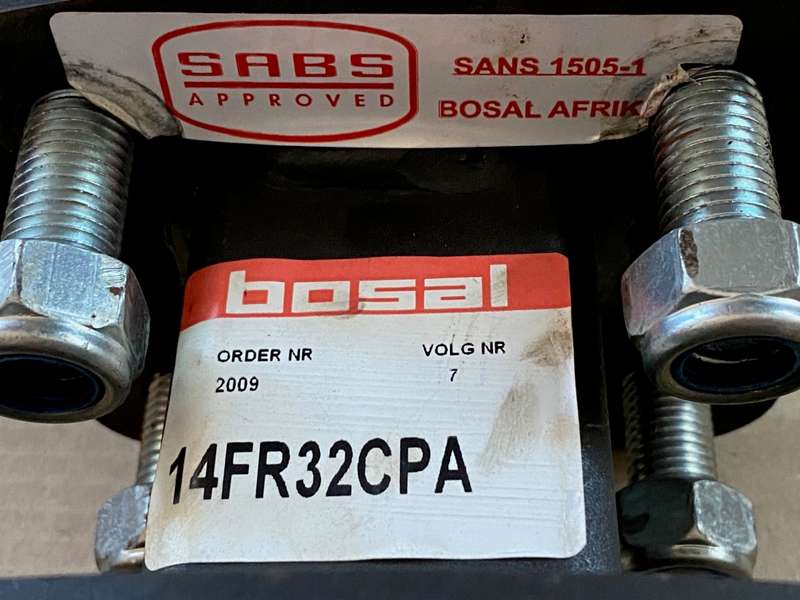 SABS
APPROVED
SANS 1505-1
BOSAL AFRIK
bosal
ORDER NR
VOLG NR
2009
7
14FR32CPA